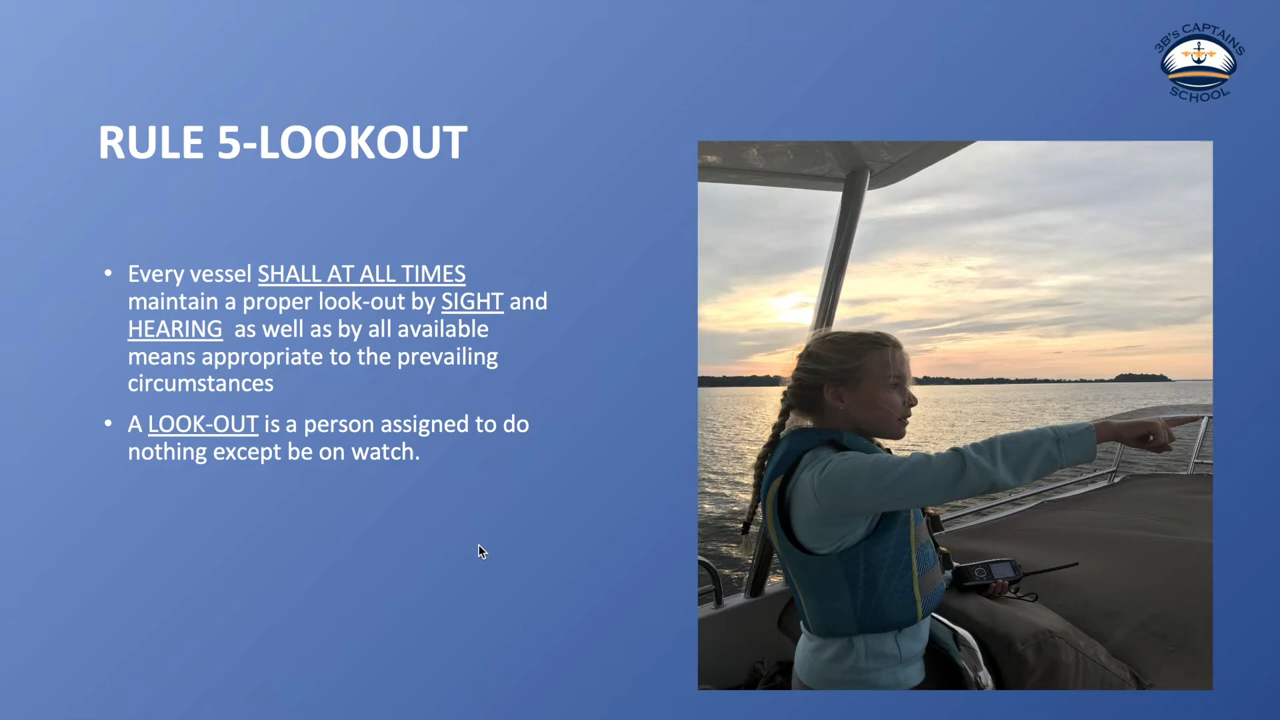 3B's CAPTAINS
SCHOOL
RULE 5-LOOKOUT
• Every vessel SHALL AT ALL TIMES
maintain a proper look-out by SIGHT and
HEARING as well as by all available
means appropriate to the prevailing
circumstances
• A LOOK-OUT is a person assigned to do
nothing except be on watch.